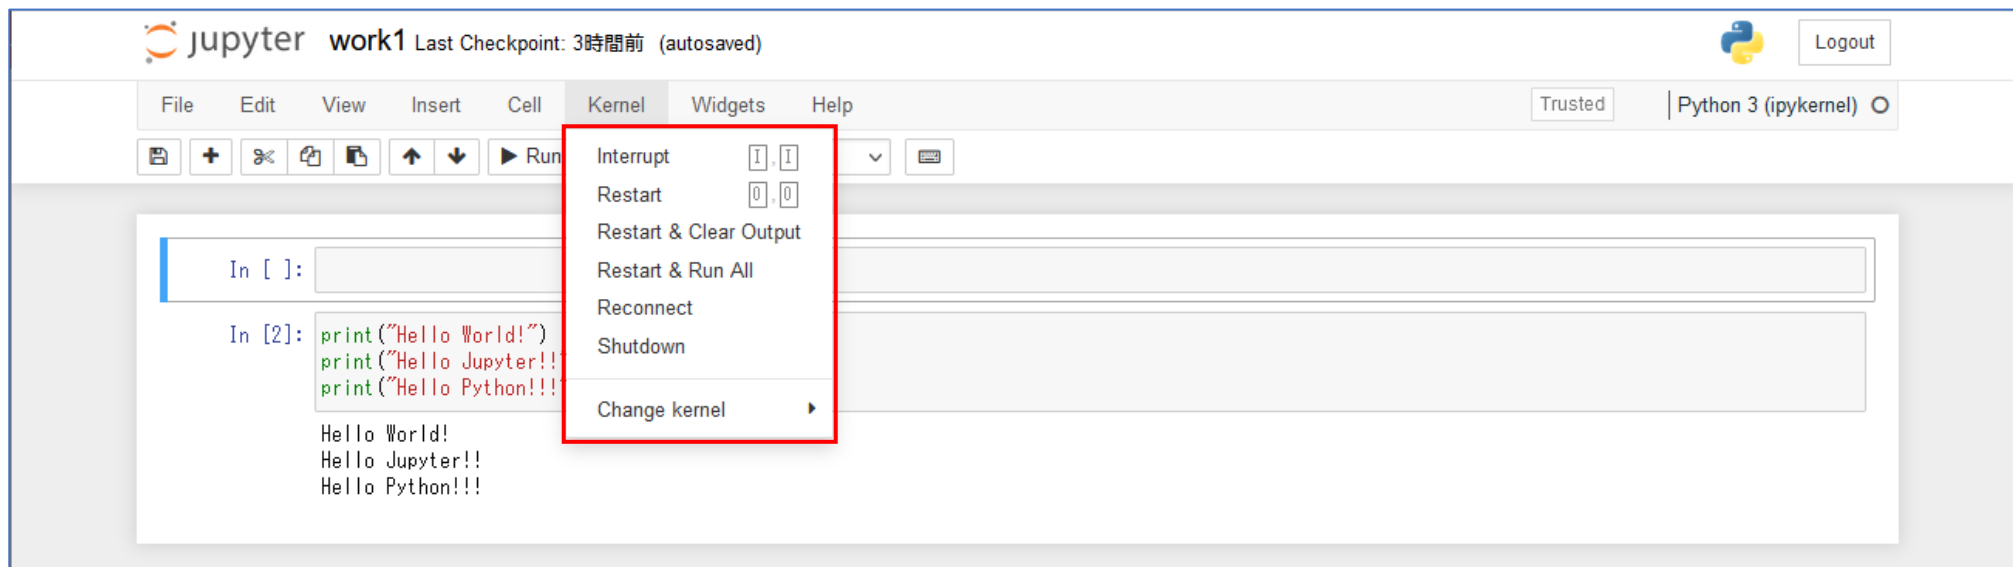 jupyter work1 Last Checkpoint: 3時間前 (autosaved)
Logout
File Edit View Insert Cell Kernel Widgets Help
Trusted
Python 3 (ipykernel)
Run
Interrupt I,I
Restart 0,0
Restart & Clear Output
Restart & Run All
Reconnect
Shutdown
Change kernel
In [ ]:
In [2]:
print("Hello World!")
print("Hello Jupyter!!
print("Hello Python!!!
Hello World!
Hello Jupyter!!
Hello Python!!!